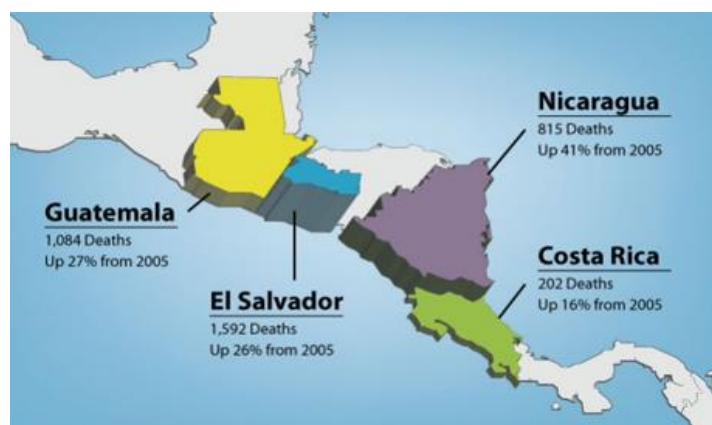 Nicaragua
815 Deaths
Up 41% from 2005
Guatemala
1,084 Deaths
Up 27% from 2005
El Salvador
1,592 Deaths
Up 26% from 2005
Costa Rica
202 Deaths
Up 16% from 2005